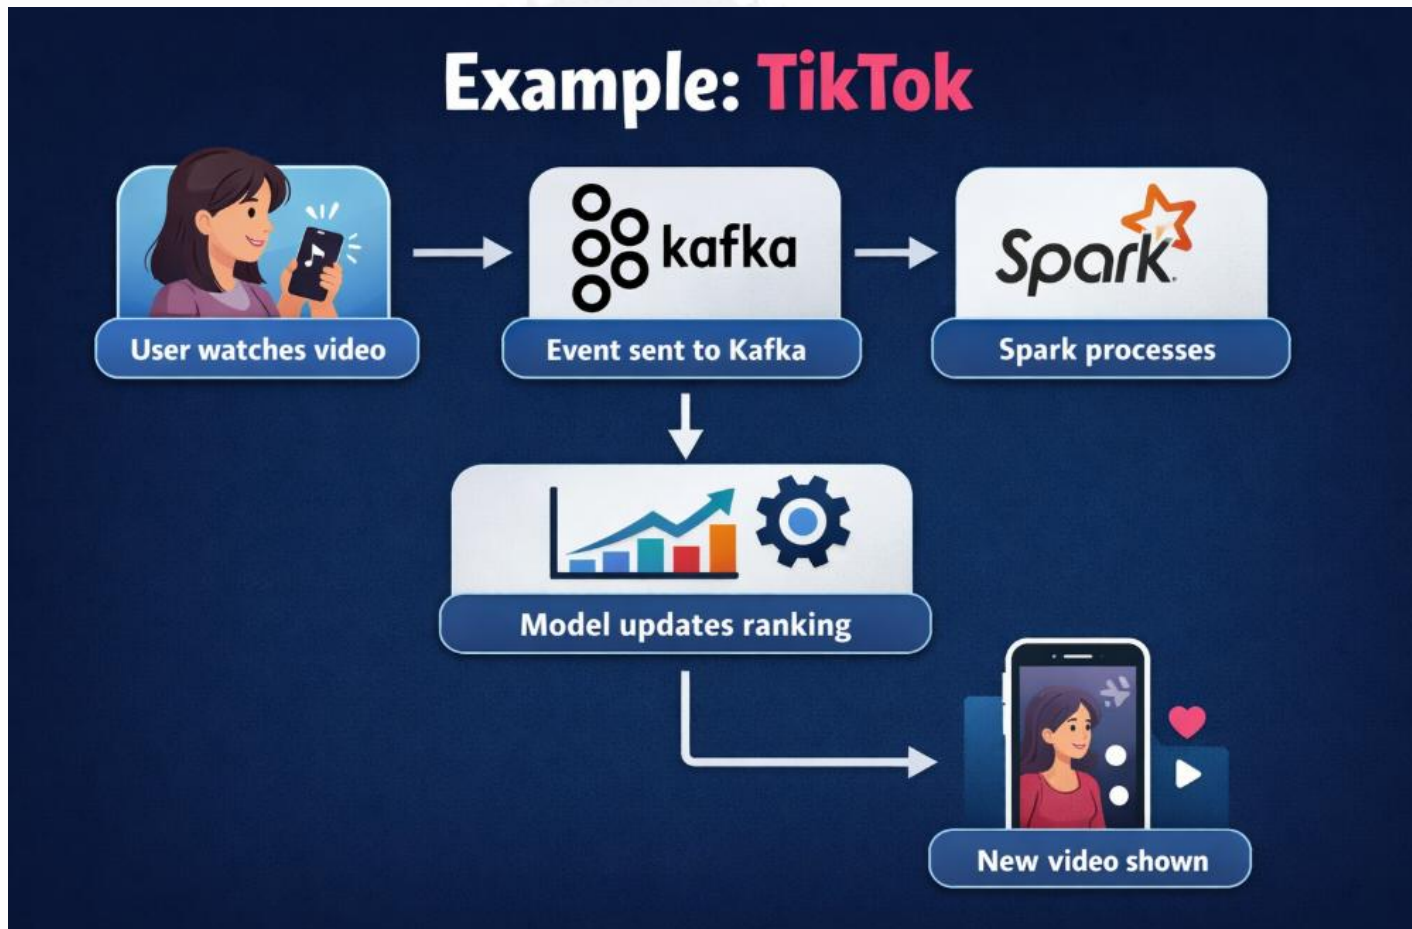 Example: TikTok
kafka
Spark
User watches video
Event sent to Kafka
Spark processes
Model updates ranking
New video shown